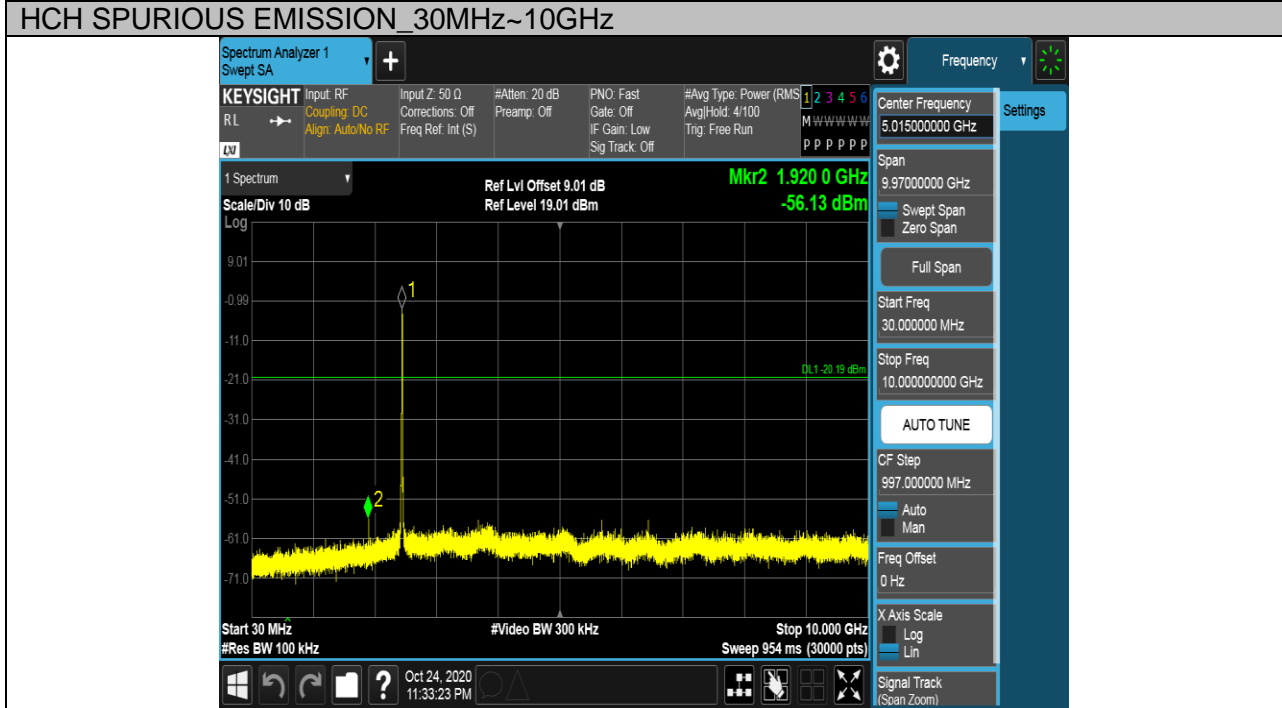 HCH SPURIOUS EMISSION_30MHz~10GHz
Spectrum Analyzer 1
Swept SA
Frequency
KEYSIGHT
RL
LXI
Input: RF
Coupling: DC
Align: Auto/No RF
Input Z: 50 Ω
Corrections: Off
Freq Ref: Int (S)
#Atten: 20 dB
Preamp: Off
PNO: Fast
Gate: Off
IF Gain: Low
Sig Track: Off
#Avg Type: Power (RMS
Avg|Hold: 4/100
Trig: Free Run
1 2 3 4 5 6
M W W W W W
P P P P P P
1 Spectrum
Scale/Div 10 dB
Ref Lvl Offset 9.01 dB
Ref Level 19.01 dBm
Mkr2 1.920 0 GHz
-56.13 dBm
Log
9.01
-0.99
-11.0
-21.0
-31.0
-41.0
-51.0
-61.0
-71.0
1
2
DL1 -20.19 dBm
Start 30 MHz
#Res BW 100 kHz
#Video BW 300 kHz
Stop 10.000 GHz
Sweep 954 ms (30000 pts)
Center Frequency
5.015000000 GHz
Settings
Span
9.97000000 GHz
Swept Span
Zero Span
Full Span
Start Freq
30.000000 MHz
Stop Freq
10.000000000 GHz
AUTO TUNE
CF Step
997.000000 MHz
Auto
Man
Freq Offset
0 Hz
X Axis Scale
Log
Lin
Signal Track
(Span Zoom)
?
Oct 24, 2020
11:33:23 PM